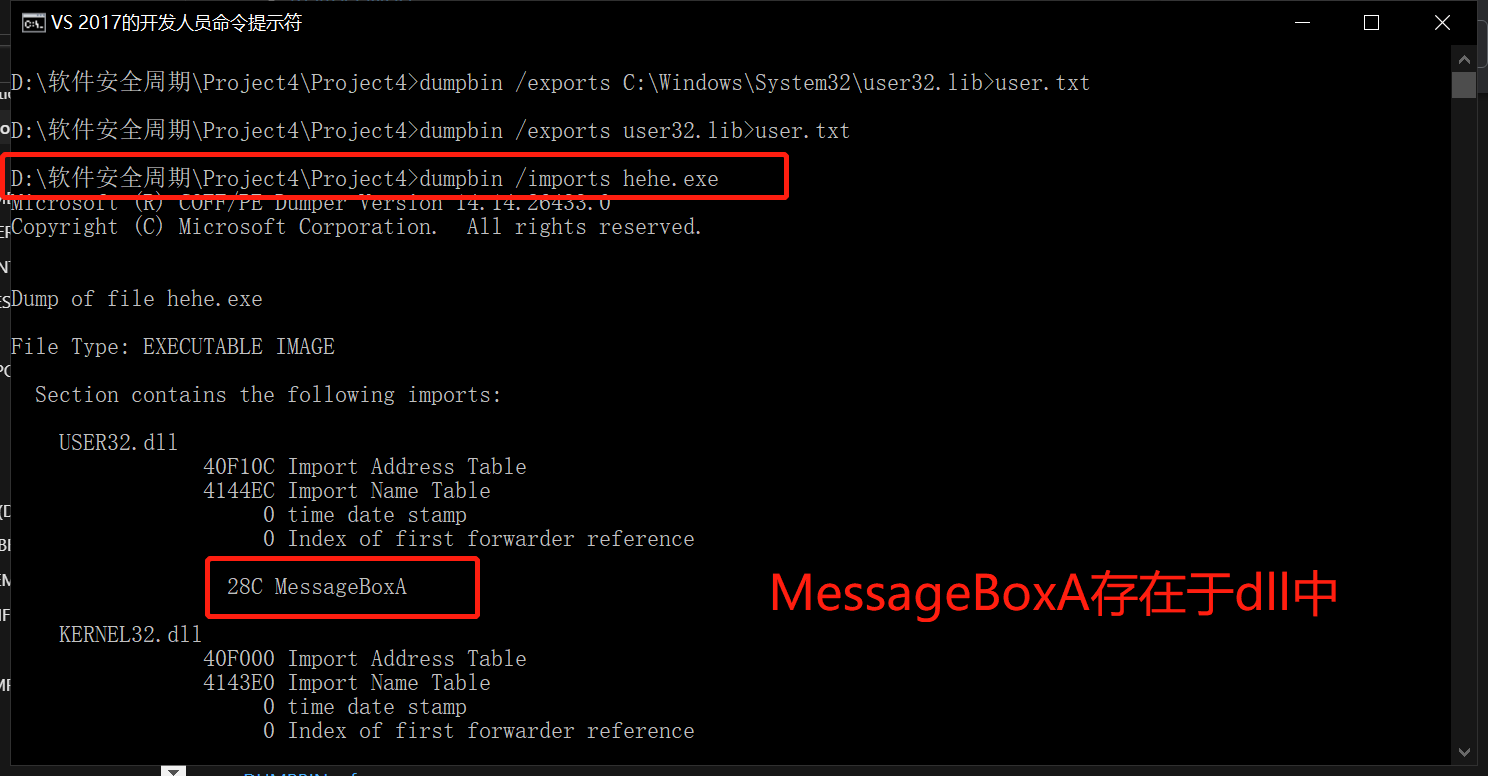 VS 2017的开发人员命令提示符
D:\软件安全周期\Project4\Project4>dumpbin /exports C:\Windows\System32\user32.lib>user.txt
D:\软件安全周期\Project4\Project4>dumpbin /exports user32.lib>user.txt
D:\软件安全周期\Project4\Project4>dumpbin /imports hehe.exe
Microsoft (R) COFF/PE Dumper Version 14.14.26433.0
Copyright (C) Microsoft Corporation.  All rights reserved.
Dump of file hehe.exe
File Type: EXECUTABLE IMAGE
Section contains the following imports:
USER32.dll
40F10C Import Address Table
4144EC Import Name Table
0 time date stamp
0 Index of first forwarder reference
28C MessageBoxA
MessageBoxA存在于dll中
KERNEL32.dll
40F000 Import Address Table
4143E0 Import Name Table
0 time date stamp
0 Index of first forwarder reference